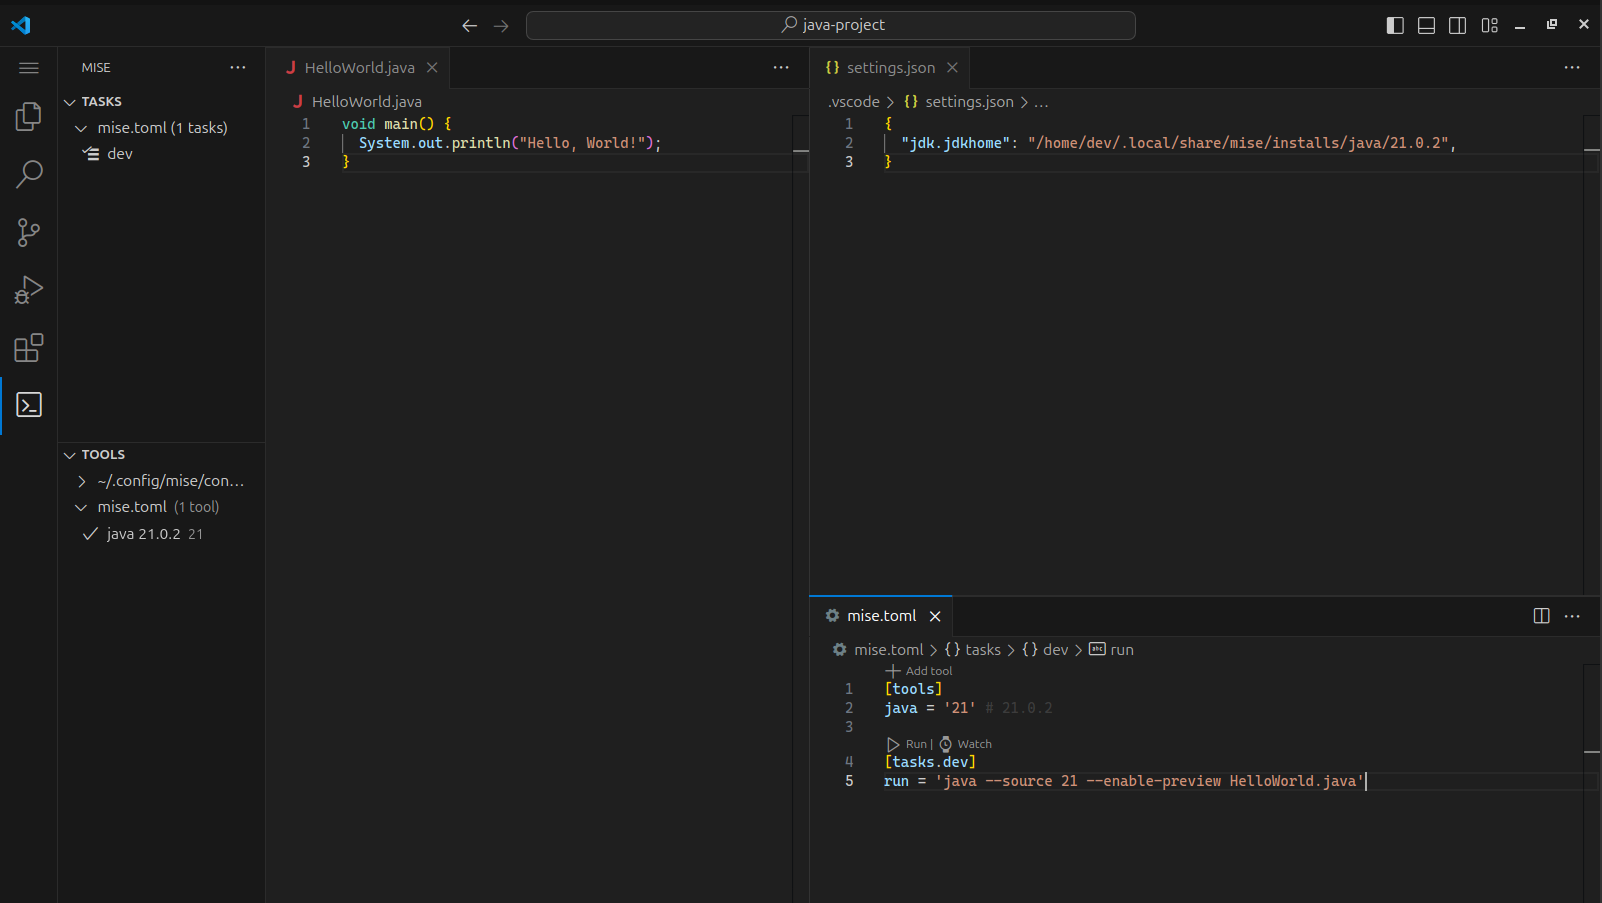 java-project
MISE
TASKS
mise.toml (1 tasks)
dev
TOOLS
~/.config/mise/con...
mise.toml (1 tool)
java 21.0.2 21
HelloWorld.java
HelloWorld.java
1 void main() {
2 System.out.println("Hello, World!");
3 }
settings.json
.vscode > settings.json > ...
1 {
2 "jdk.jdkhome": "/home/dev/.local/share/mise/installs/java/21.0.2",
3 }
mise.toml
mise.toml > {} tasks > {} dev > abc run
Add tool
1 [tools]
2 java = '21' # 21.0.2
3
Run | Watch
4 [tasks.dev]
5 run = 'java --source 21 --enable-preview HelloWorld.java'